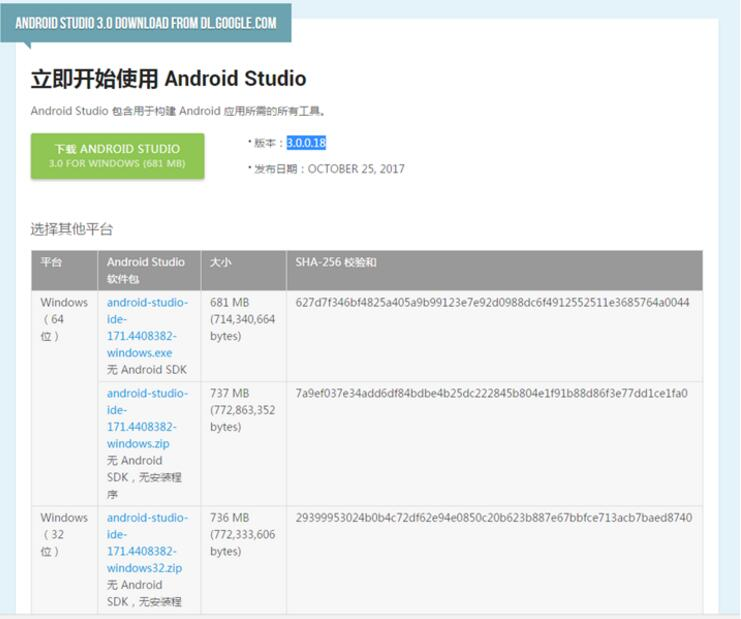 ANDROID STUDIO 3.0 DOWNLOAD FROM DL.GOOGLE.COM
立即开始使用 Android Studio
Android Studio 包含用于构建 Android 应用所需的所有工具。
下载 ANDROID STUDIO
3.0 FOR WINDOWS (681 MB)
• 版本：3.0.0.18
• 发布日期：OCTOBER 25, 2017
选择其他平台
平台
Android Studio
软件包
大小
SHA-256 校验和
Windows
（64
位）
android-studio-
ide-
171.4408382-
windows.exe
无 Android SDK
681 MB
(714,340,664
bytes)
627d7f346bf4825a405a9b99123e7e92d0988dc6f4912552511e3685764a0044
android-studio-
ide-
171.4408382-
windows.zip
无 Android
SDK，无安装程
序
737 MB
(772,863,352
bytes)
7a9ef037e34add6df84bdbe4b25dc222845b804e1f91b88d86f3e77dd1ce1fa0
Windows
（32
位）
android-studio-
ide-
171.4408382-
windows32.zip
无 Android
SDK，无安装程
736 MB
(772,333,606
bytes)
29399953024b0b4c72df62e94e0850c20b623b887e67bbfce713acb7baed8740